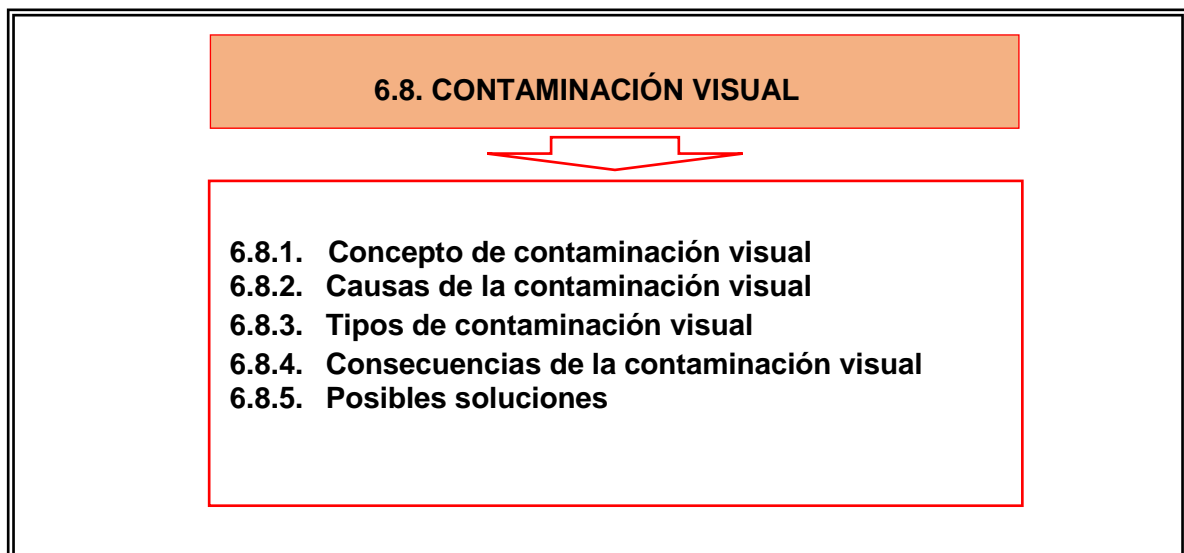 6.8. CONTAMINACIÓN VISUAL
6.8.1. Concepto de contaminación visual
6.8.2. Causas de la contaminación visual
6.8.3. Tipos de contaminación visual
6.8.4. Consecuencias de la contaminación visual
6.8.5. Posibles soluciones